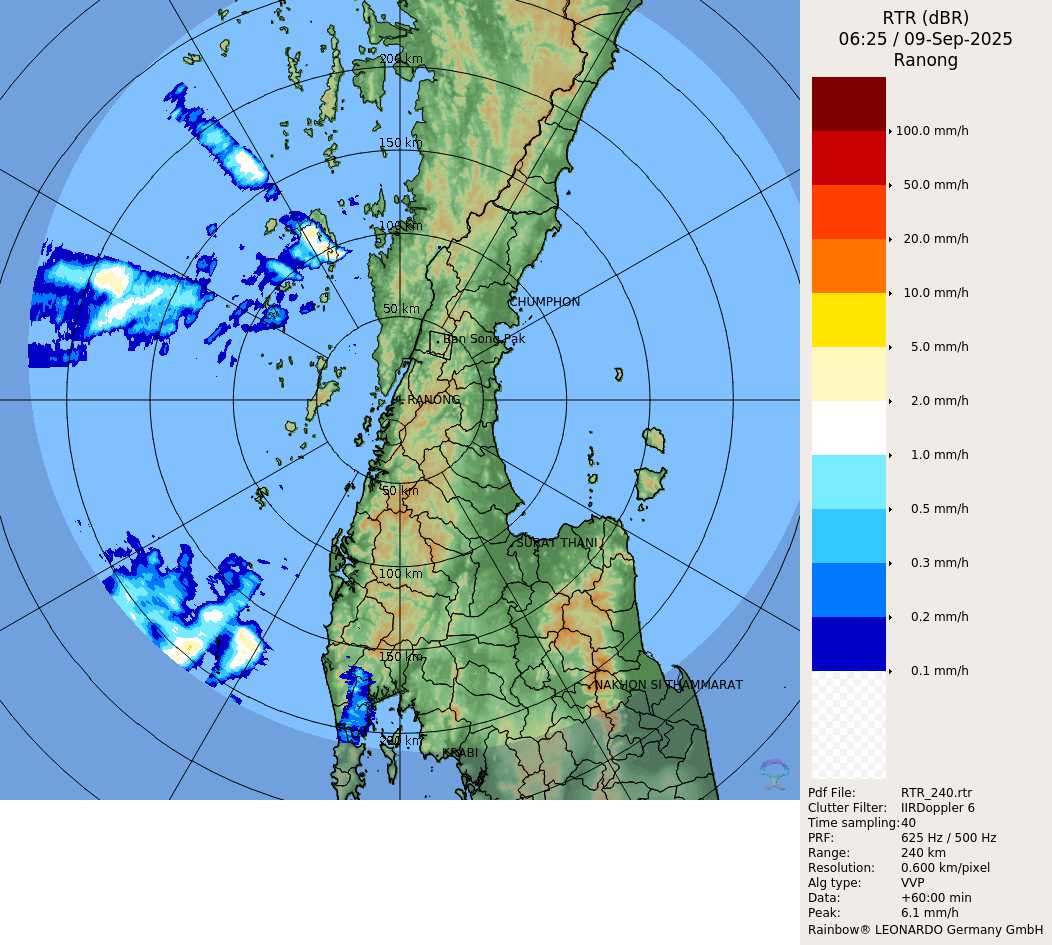 RTR (dBR)
06:25 / 09-Sep-2025
Ranong
100.0 mm/h
50.0 mm/h
20.0 mm/h
10.0 mm/h
5.0 mm/h
2.0 mm/h
1.0 mm/h
0.5 mm/h
0.3 mm/h
0.2 mm/h
0.1 mm/h
Pdf File: RTR_240.rtr
Clutter Filter: IIRDoppler 6
Time sampling: 40
PRF: 625 Hz / 500 Hz
Range: 240 km
Resolution: 0.600 km/pixel
Alg type: VVP
Data: +60:00 min
Peak: 6.1 mm/h
Rainbow® LEONARDO Germany GmbH
200 km
150 km
100 km
50 km
CHUMPHON
Ban Song Pak
RANONG
50 km
SURAT THANI
100 km
150 km
NAKHON SI THAMMARAT
200 km
KRABI